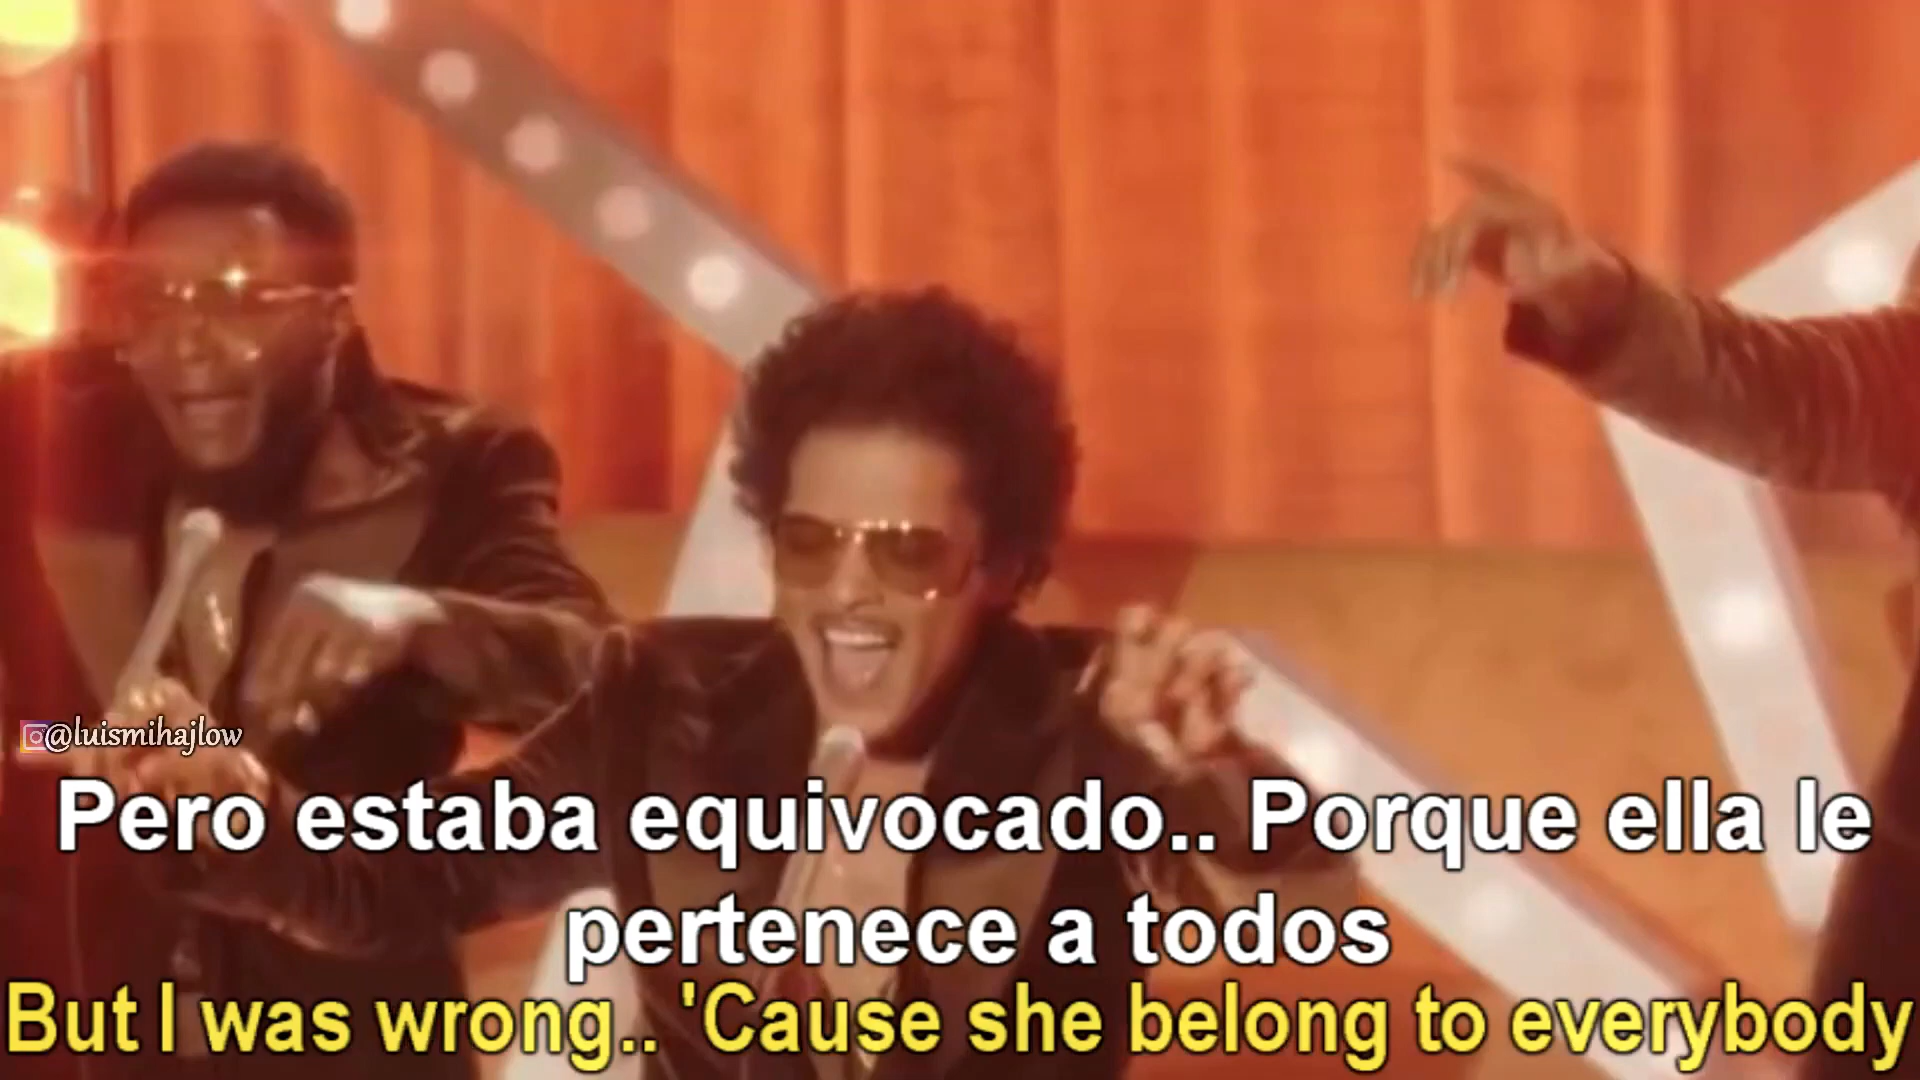 @luismihajlow
Pero estaba equivocado.. Porque ella le
pertenece a todos
But I was wrong.. 'Cause she belong to everybody